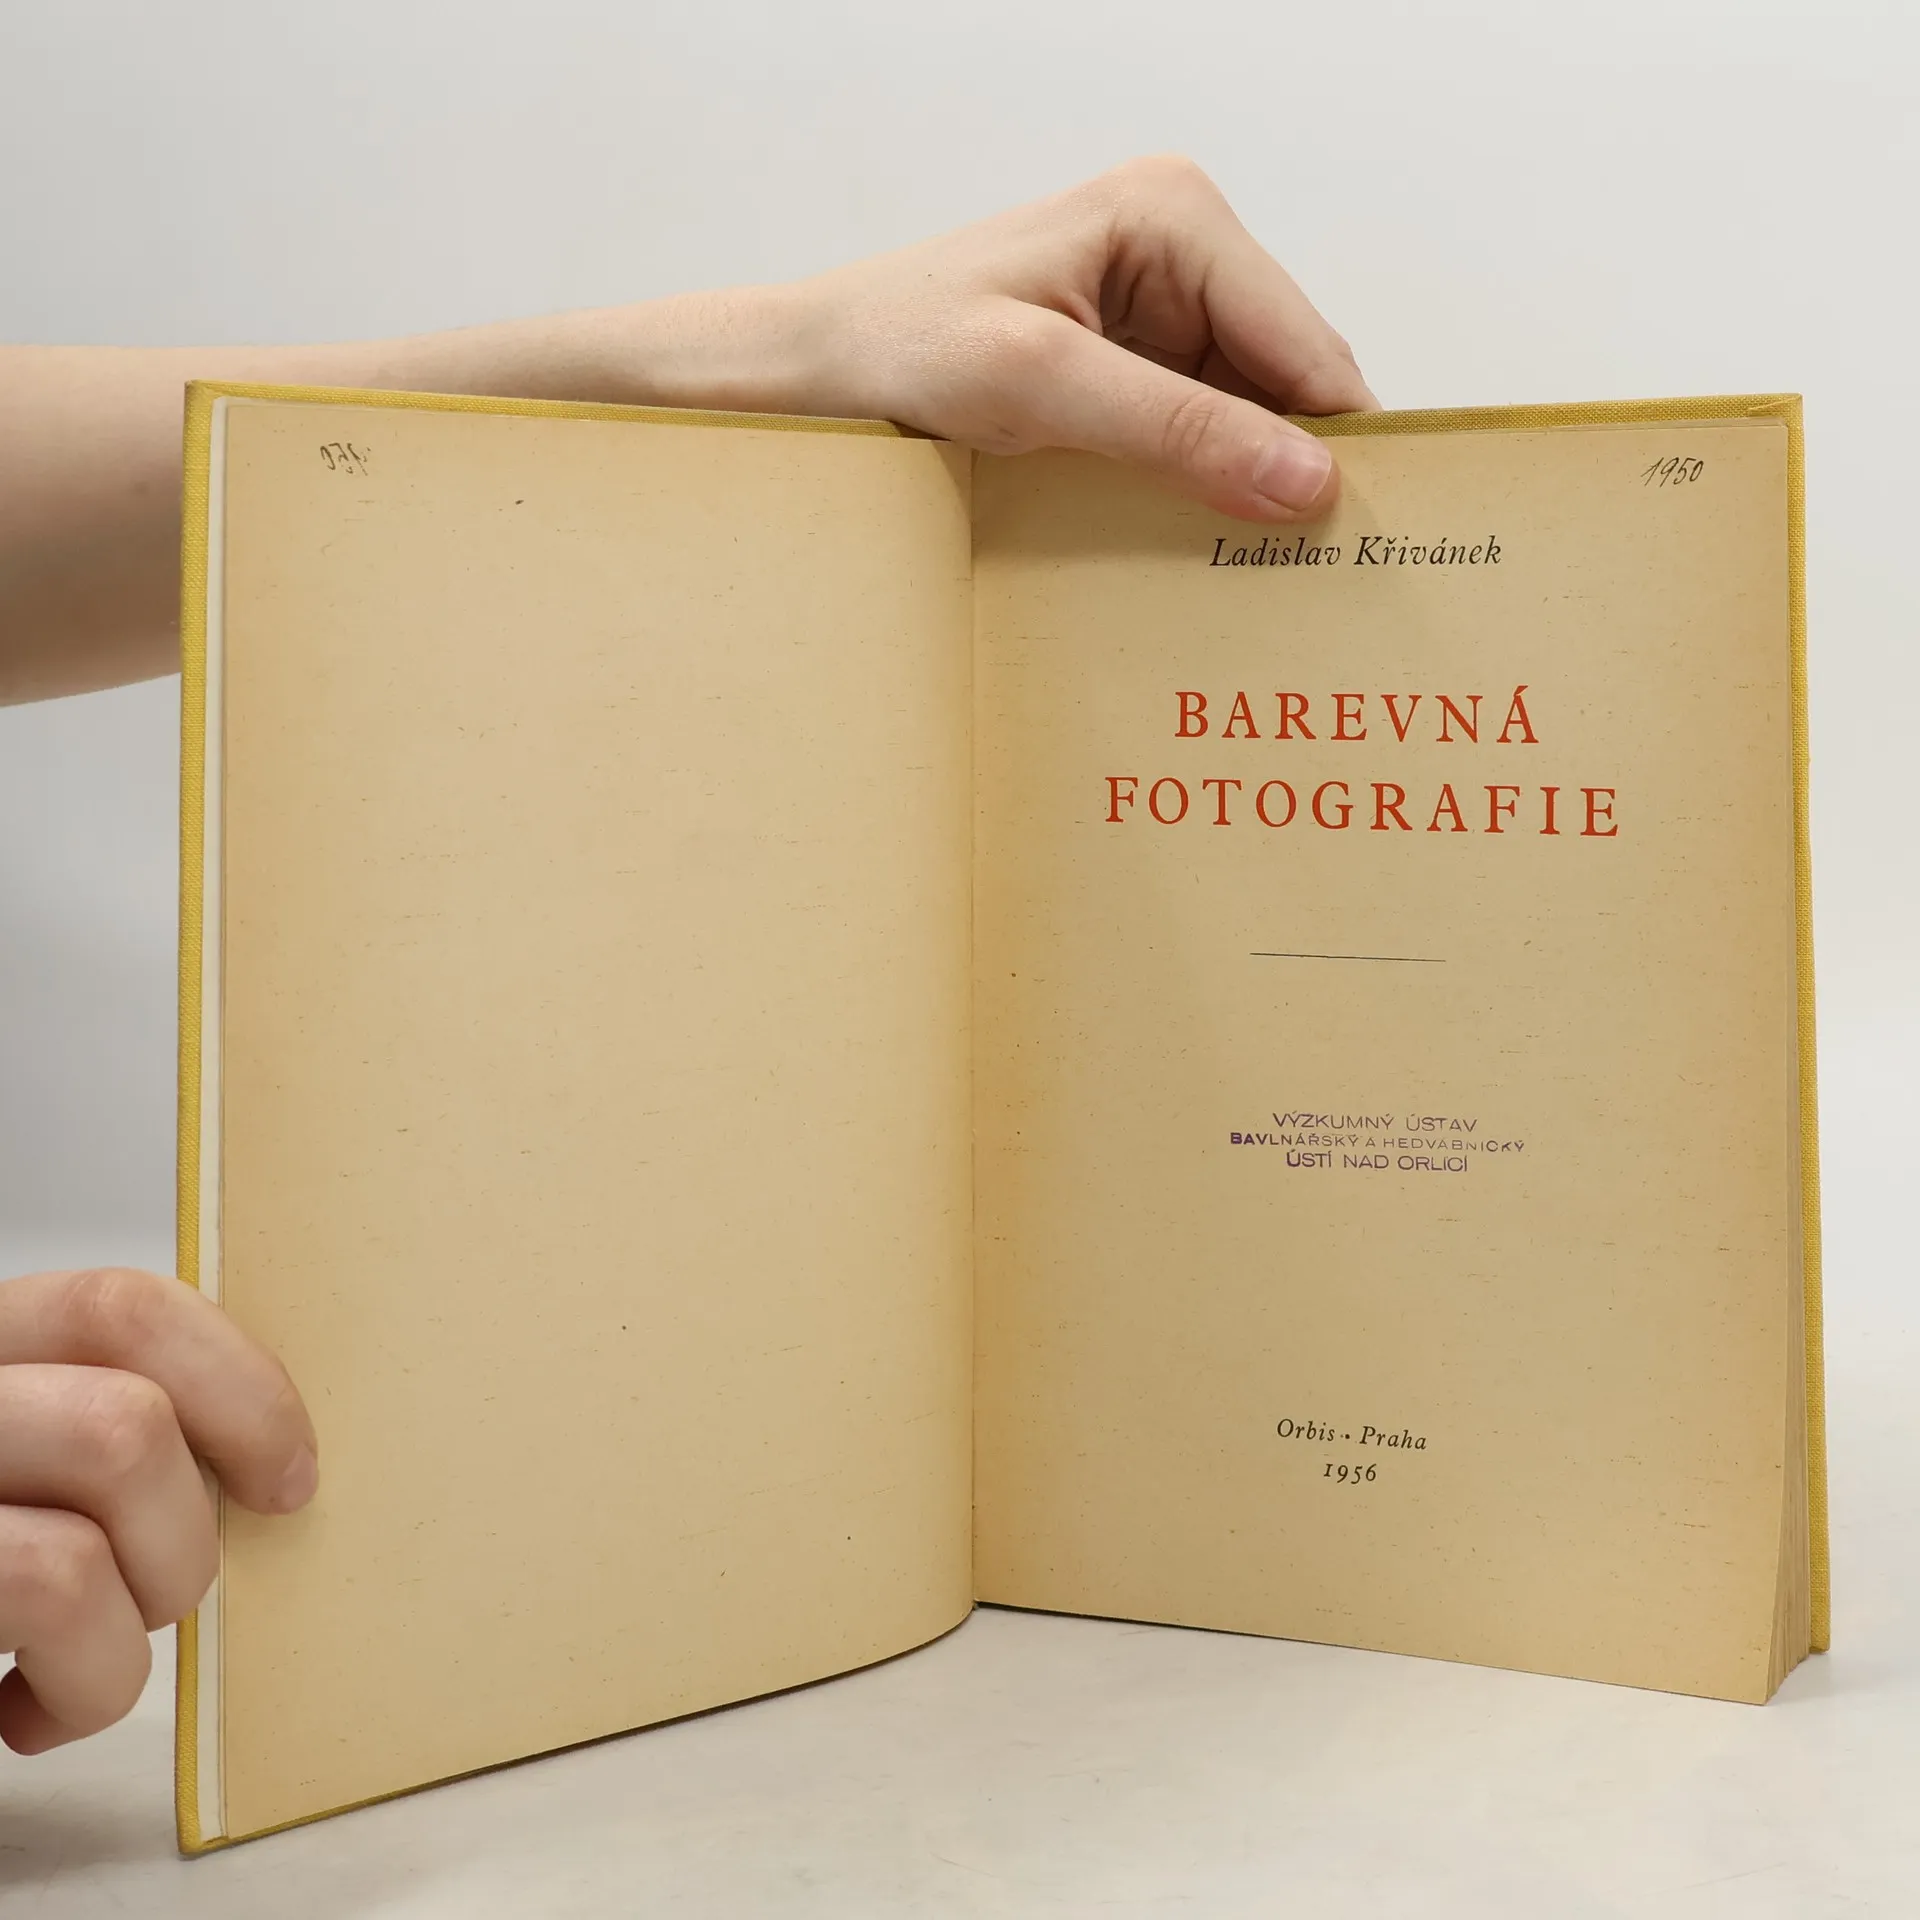 1950
Ladislav Křivánek
BAREVNÁ
FOTOGRAFIE
VÝZKUMNÝ ÚSTAV
BAVLNÁŘSKÝ A HEDVÁBNICKÝ
ÚSTÍ NAD ORLICÍ
Orbis · Praha
1956